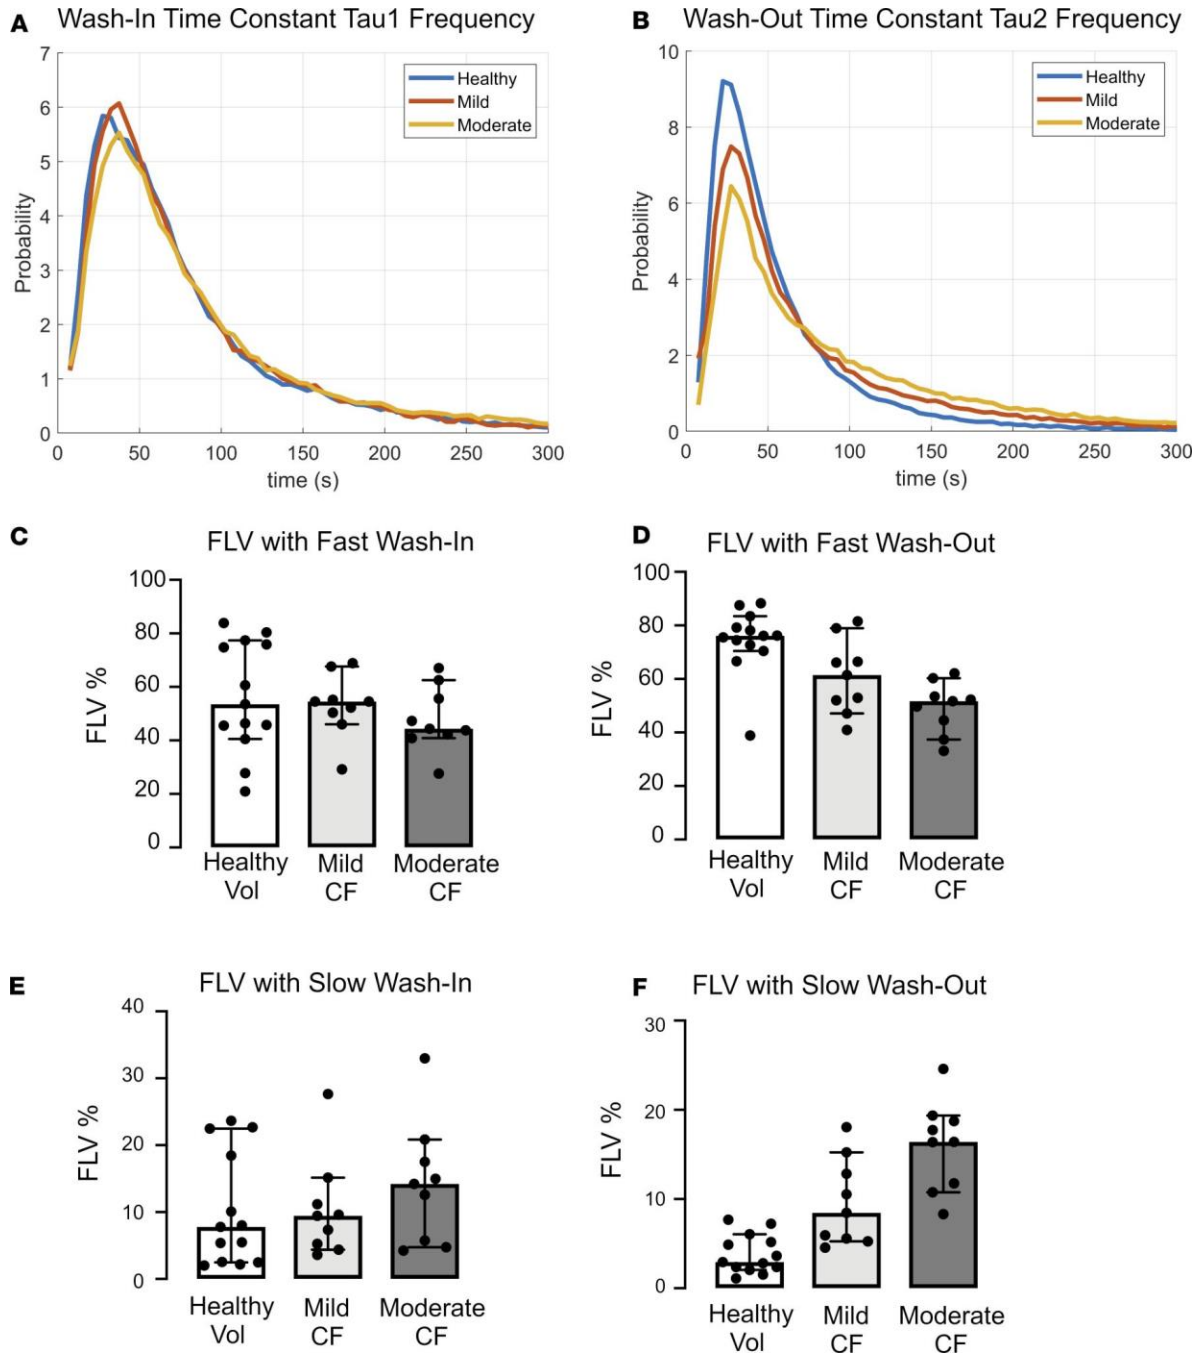 A Wash-In Time Constant Tau1 Frequency
7
6
5
4
3
2
1
0
Probability
Healthy
Mild
Moderate
0 50 100 150 200 250 300
time (s)
B Wash-Out Time Constant Tau2 Frequency
10
8
6
4
2
0
Probability
Healthy
Mild
Moderate
0 50 100 150 200 250 300
time (s)
C FLV with Fast Wash-In
100
80
60
40
20
0
FLV %
Healthy Mild Moderate
Vol CF CF
D FLV with Fast Wash-Out
100
80
60
40
20
0
FLV %
Healthy Mild Moderate
Vol CF CF
E FLV with Slow Wash-In
40
30
20
10
0
FLV %
Healthy Mild Moderate
Vol CF CF
F FLV with Slow Wash-Out
30
20
10
0
FLV %
Healthy Mild Moderate
Vol CF CF